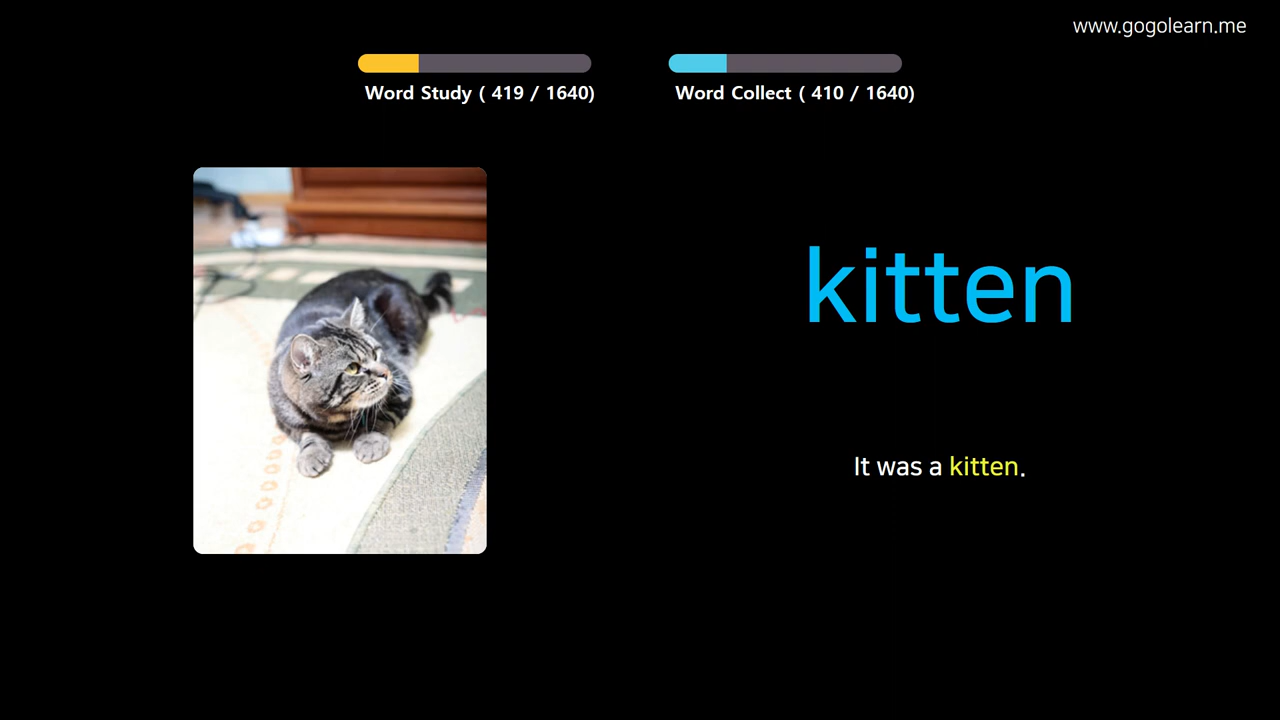 www.gogolearn.me
Word Study ( 419 / 1640)
Word Collect ( 410 / 1640)
kitten
It was a kitten.